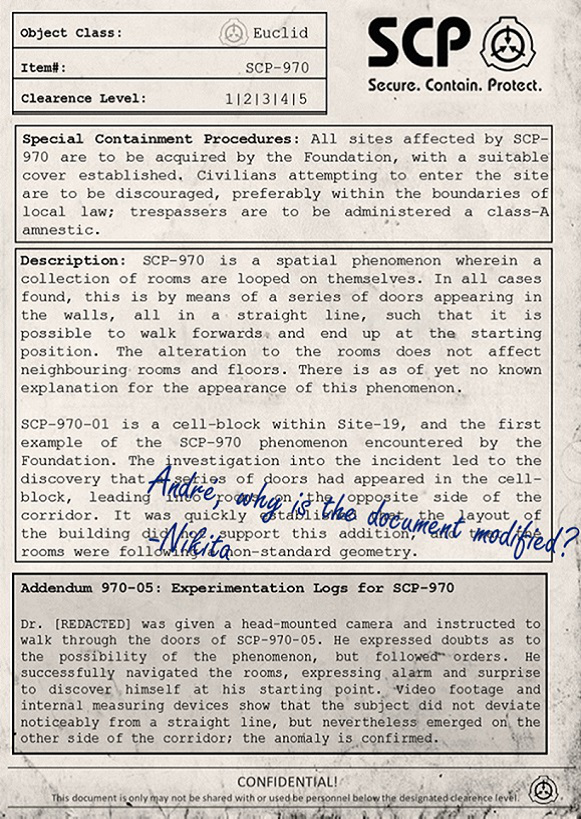 Object Class: Euclid
Item#: SCP-970
Clearence Level: 1|2|3|4|5
SCP
Secure. Contain. Protect.
Special Containment Procedures: All sites affected by SCP-
970 are to be acquired by the Foundation, with a suitable
cover established. Civilians attempting to enter the site
are to be discouraged, preferably within the boundaries of
local law; trespassers are to be administered a class-A
amnestic.
Description: SCP-970 is a spatial phenomenon wherein a
collection of rooms are looped on themselves. In all cases
found, this is by means of a series of doors appearing in
the walls, all in a straight line, such that it is
possible to walk forwards and end up at the starting
position. The alteration to the rooms does not affect
neighbouring rooms and floors. There is as of yet no known
explanation for the appearance of this phenomenon.
SCP-970-01 is a cell-block within Site-19, and the first
example of the SCP-970 phenomenon encountered by the
Foundation. The investigation into the incident led to the
discovery that a series of doors had appeared in the cell-
block, leading to rooms on the opposite side of the
corridor. It was quickly established the layout of
the building did not support this addition, and
rooms were following non-standard geometry.
Andre, why is the document modified?
-Nikita
Addendum 970-05: Experimentation Logs for SCP-970
Dr. [REDACTED] was given a head-mounted camera and instructed to
walk through the doors of SCP-970-05. He expressed doubts as to
the possibility of the phenomenon, but followed orders. He
successfully navigated the rooms, expressing alarm and surprise
to discover himself at his starting point. Video footage and
internal measuring devices show that the subject did not deviate
noticeably from a straight line, but nevertheless emerged on the
other side of the corridor; the anomaly is confirmed.
CONFIDENTIAL!
This document is only may not be shared with or used be personnel below the designated clearence level.